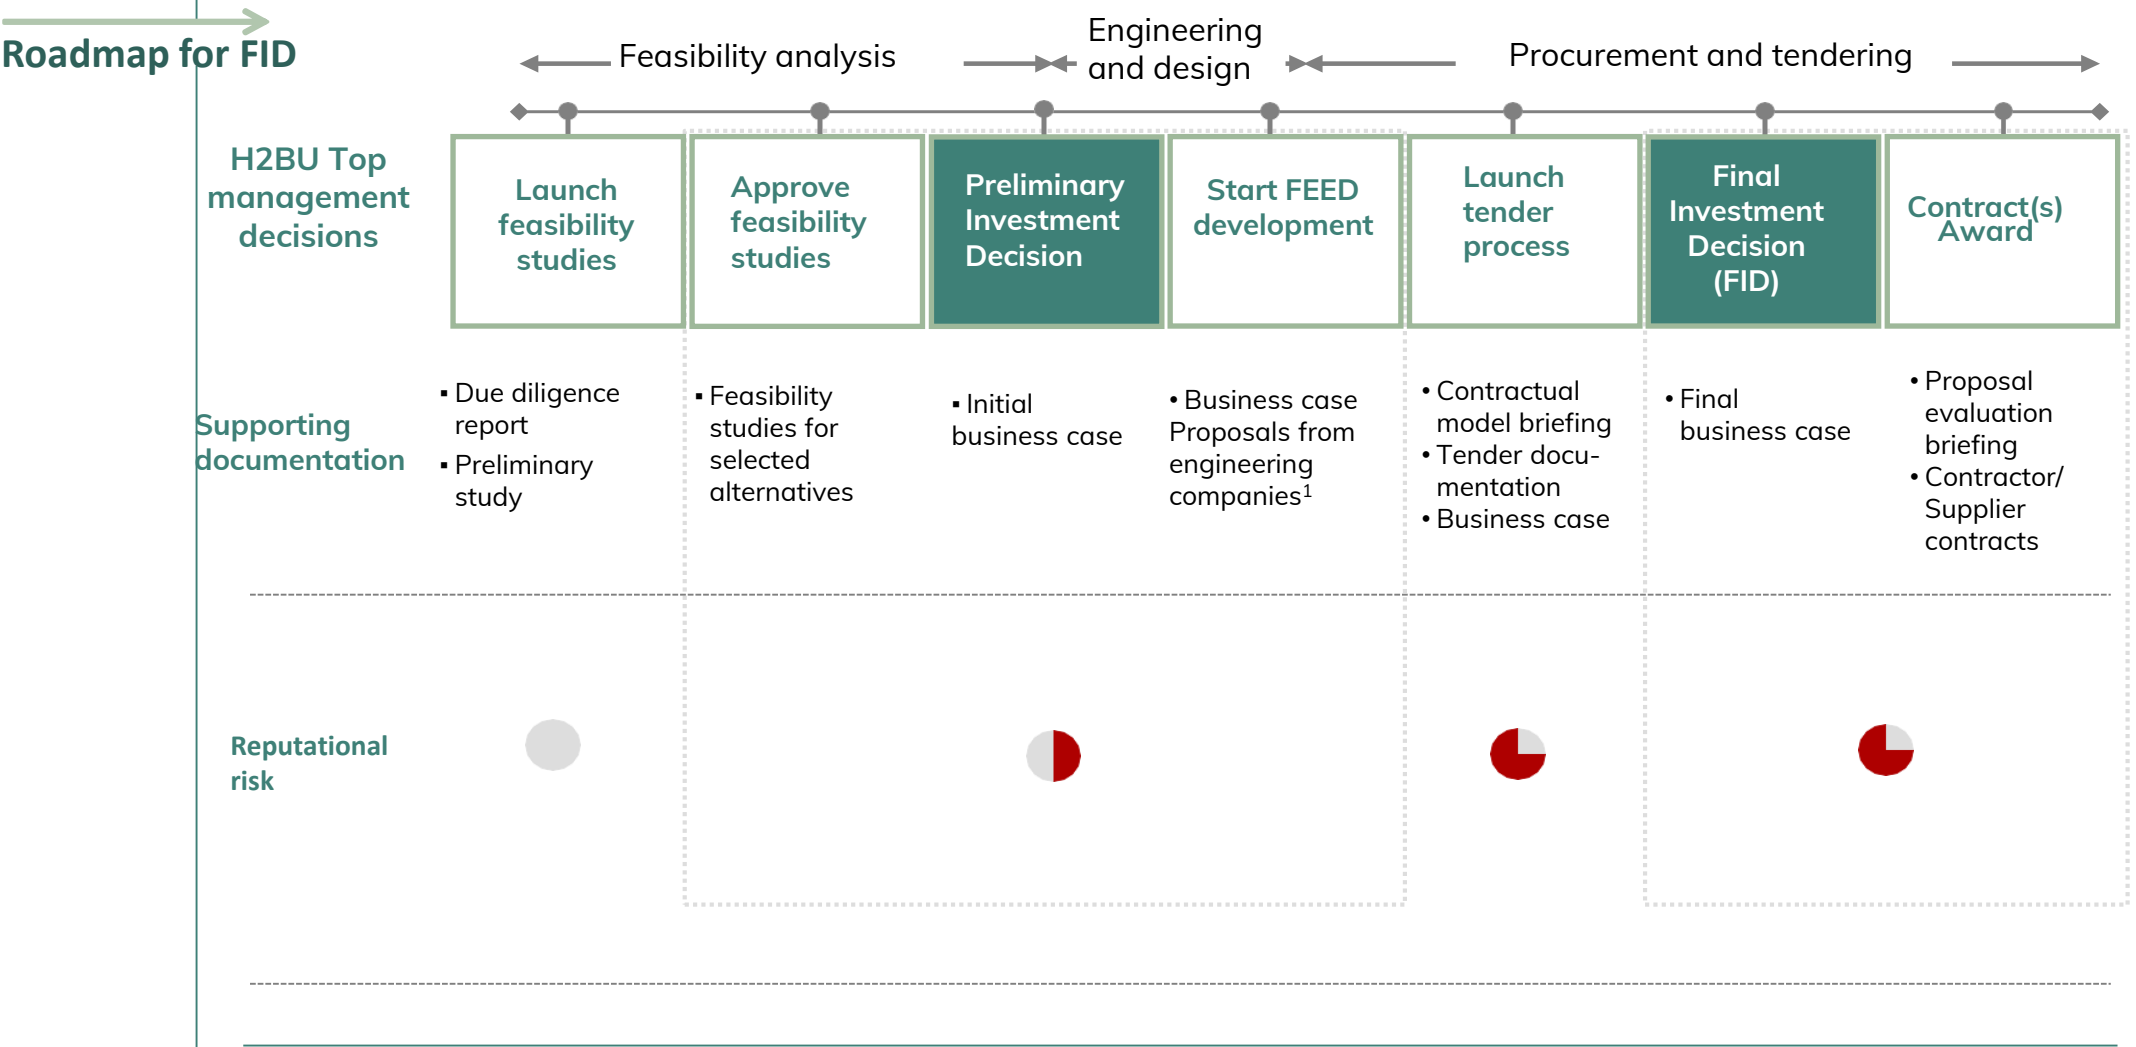 Roadmap for FID
Feasibility analysis
Engineering
and design
Procurement and tendering
H2BU Top
management
decisions
Launch
feasibility
studies
Approve
feasibility
studies
Preliminary
Investment
Decision
Start FEED
development
Launch
tender
process
Final
Investment
Decision
(FID)
Contract(s)
Award
Supporting
documentation
▪ Due diligence
report
▪ Preliminary
study
▪ Feasibility
studies for
selected
alternatives
▪ Initial
business case
• Business case
Proposals from
engineering
companies¹
• Contractual
model briefing
• Tender docu-
mentation
• Business case
• Final
business case
• Proposal
evaluation
briefing
• Contractor/
Supplier
contracts
Reputational
risk